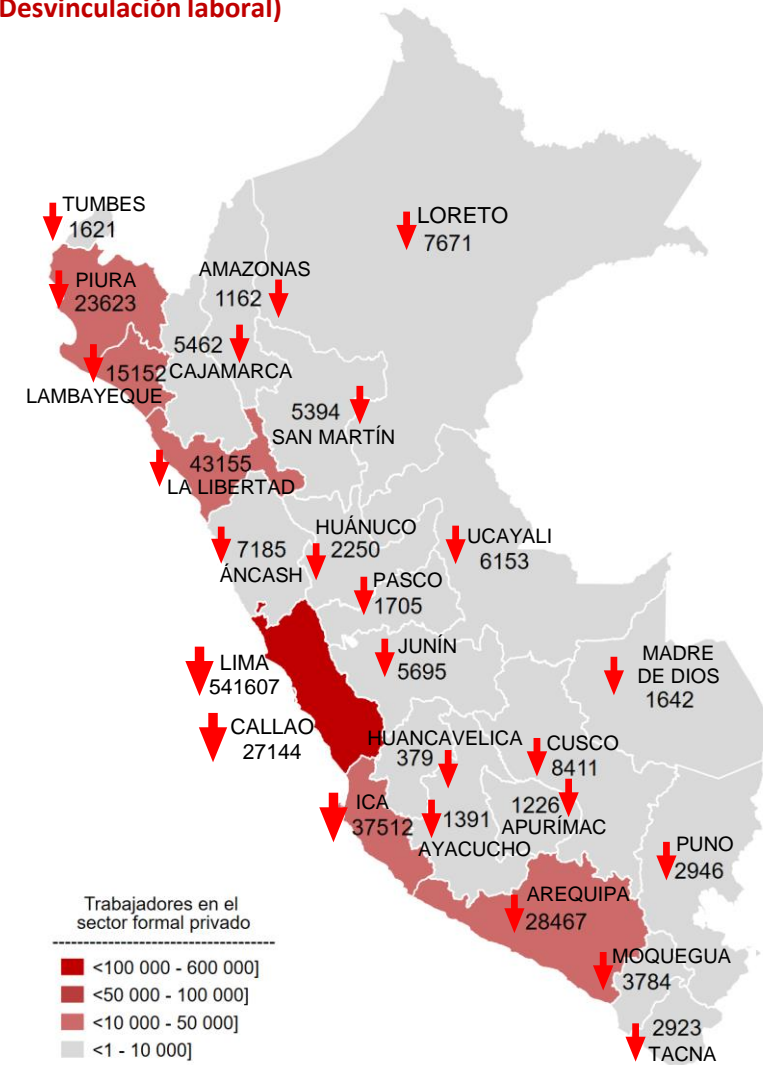 Desvinculación laboral)
TUMBES
1621
LORETO
7671
PIURA
23623
AMAZONAS
1162
5462
CAJAMARCA
15152
LAMBAYEQUE
5394
SAN MARTÍN
43155
LA LIBERTAD
HUÁNUCO
2250
UCAYALI
6153
7185
ÁNCASH
PASCO
1705
JUNÍN
5695
MADRE
DE DIOS
1642
LIMA
541607
CALLAO
27144
HUANCAVELICA
379
CUSCO
8411
ICA
37512
1391
AYACUCHO
1226
APURÍMAC
PUNO
2946
AREQUIPA
28467
MOQUEGUA
3784
2923
TACNA
Trabajadores en el
sector formal privado
<100 000 - 600 000]
<50 000 - 100 000]
<10 000 - 50 000]
<1 - 10 000]